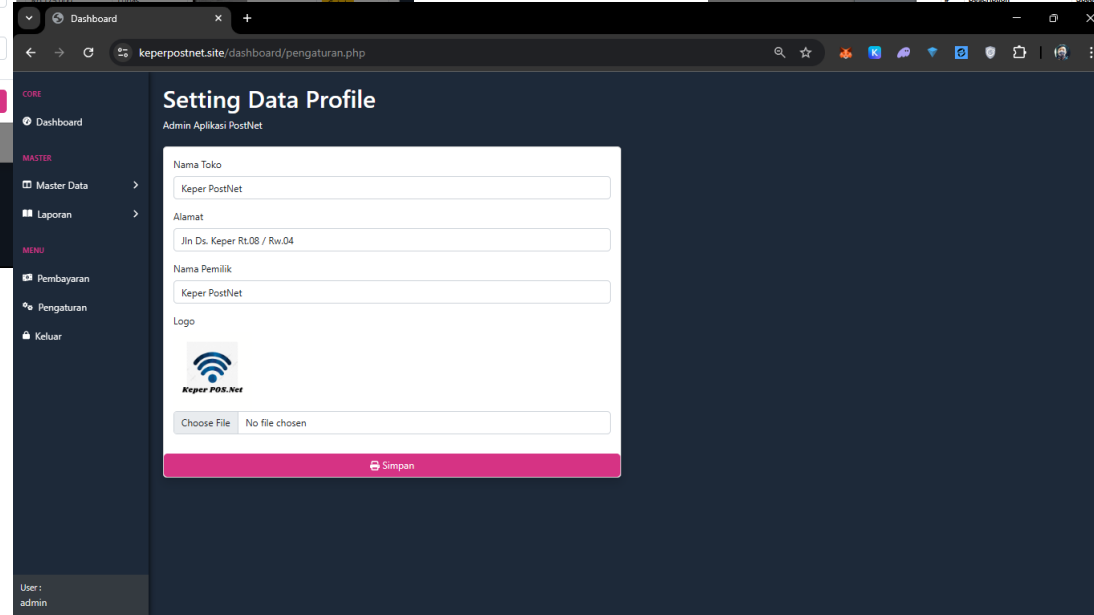 Dashboard
keperpostnet.site/dashboard/pengaturan.php
CORE
Dashboard
MASTER
Master Data
Laporan
MENU
Pembayaran
Pengaturan
Keluar
User :
admin
Setting Data Profile
Admin Aplikasi PostNet
Nama Toko
Keper PostNet
Alamat
Jln Ds. Keper Rt.08 / Rw.04
Nama Pemilik
Keper PostNet
Logo
Keper POS.Net
Choose File No file chosen
Simpan